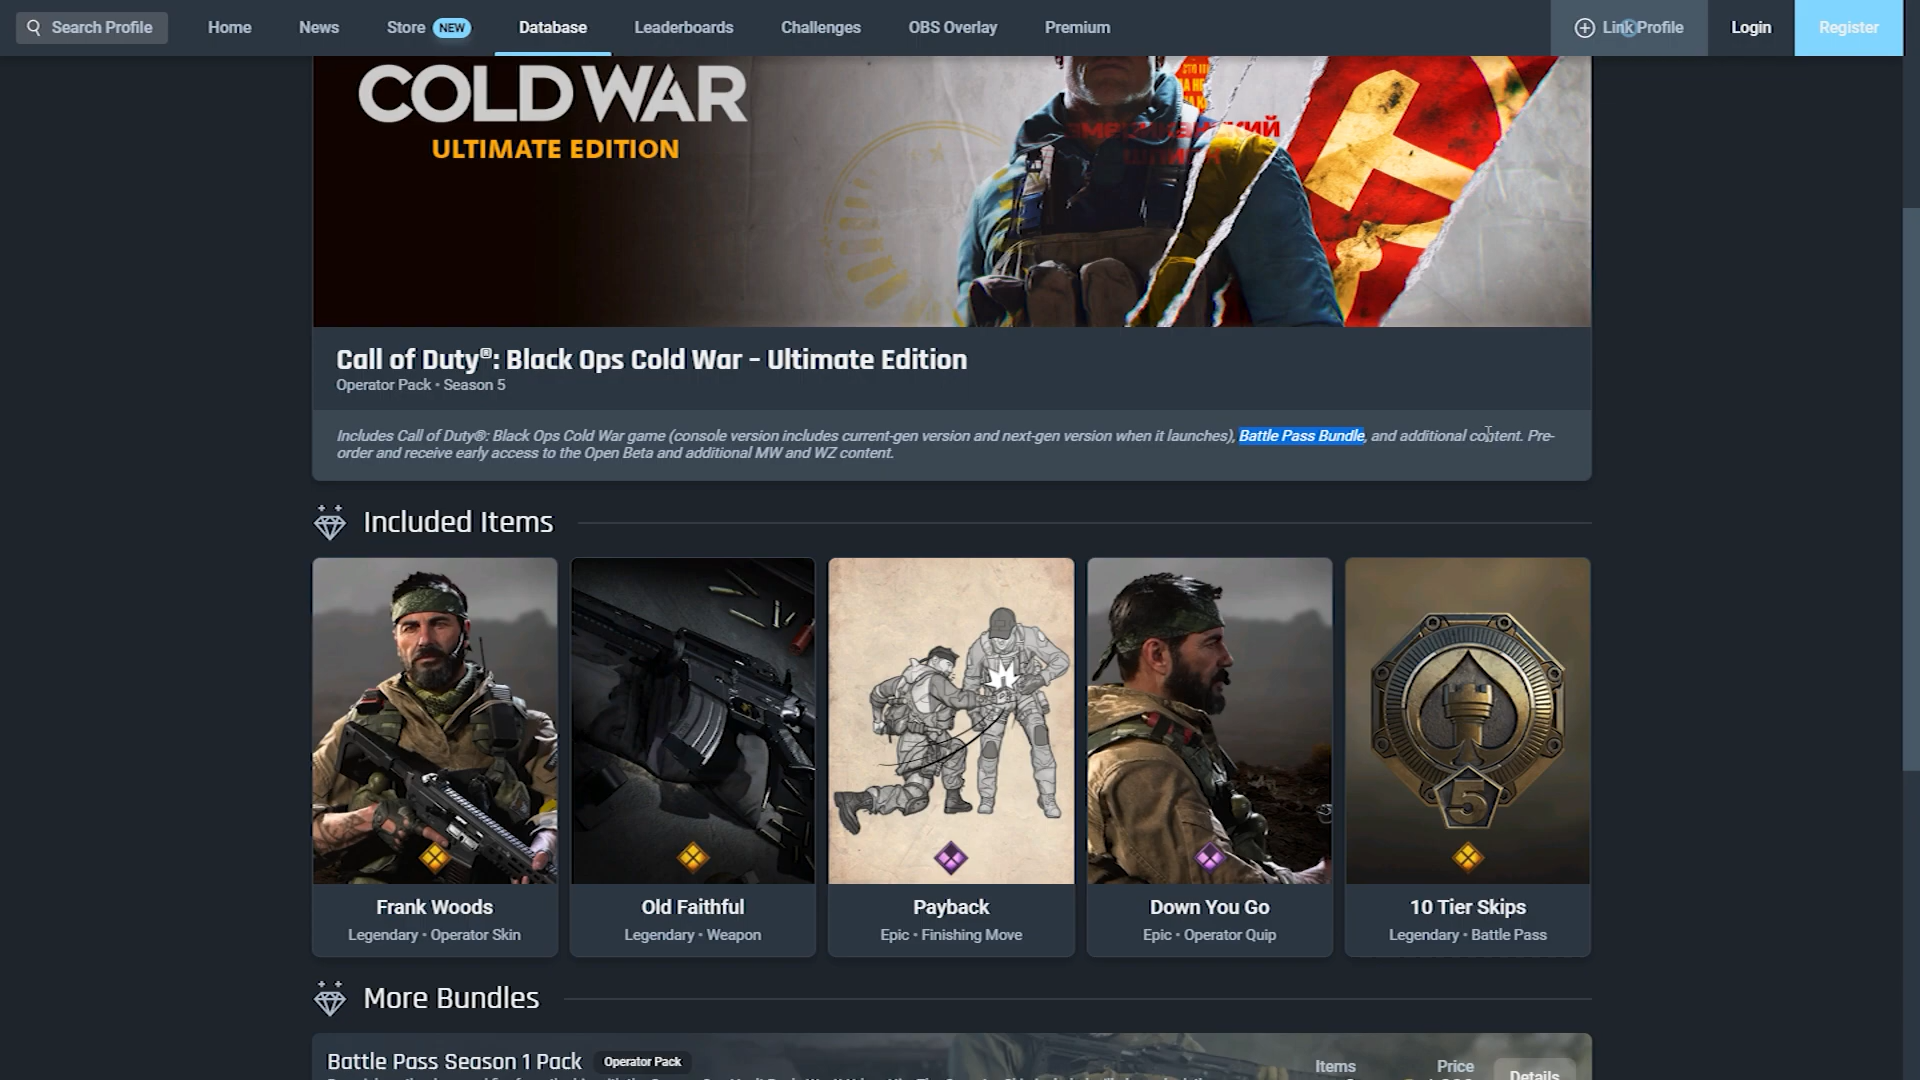 Search Profile
Home
News
Store NEW
Database
Leaderboards
Challenges
OBS Overlay
Premium
Link Profile
Login
Register
COLD WAR
ULTIMATE EDITION
Call of Duty®: Black Ops Cold War – Ultimate Edition
Operator Pack • Season 5
Includes Call of Duty®: Black Ops Cold War game (console version includes current-gen version and next-gen version when it launches), Battle Pass Bundle, and additional content. Pre-
order and receive early access to the Open Beta and additional MW and WZ content.
Included Items
5
Frank Woods
Legendary • Operator Skin
Old Faithful
Legendary • Weapon
Payback
Epic • Finishing Move
Down You Go
Epic • Operator Quip
10 Tier Skips
Legendary • Battle Pass
More Bundles
Battle Pass Season 1 Pack
Operator Pack
Items
Price
Details